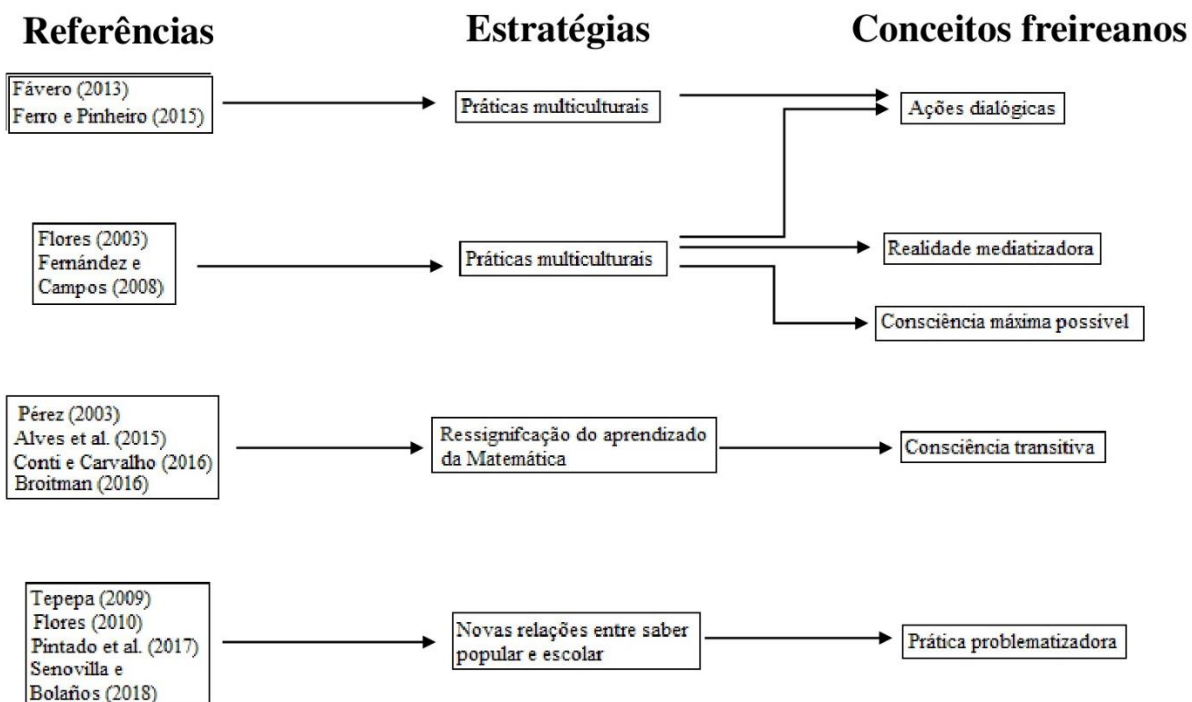 Referências
Estratégias
Conceitos freireanos
Fávero (2013)
Ferro e Pinheiro (2015)
Práticas multiculturais
Ações dialógicas
Flores (2003)
Fernández e
Campos (2008)
Práticas multiculturais
Realidade mediatizadora
Consciência máxima possível
Pérez (2003)
Alves et al. (2015)
Conti e Carvalho (2016)
Broitman (2016)
Ressignifcação do aprendizado
da Matemática
Consciência transitiva
Tepepa (2009)
Flores (2010)
Pintado et al. (2017)
Senovilla e
Bolaños (2018)
Novas relações entre saber
popular e escolar
Prática problematizadora